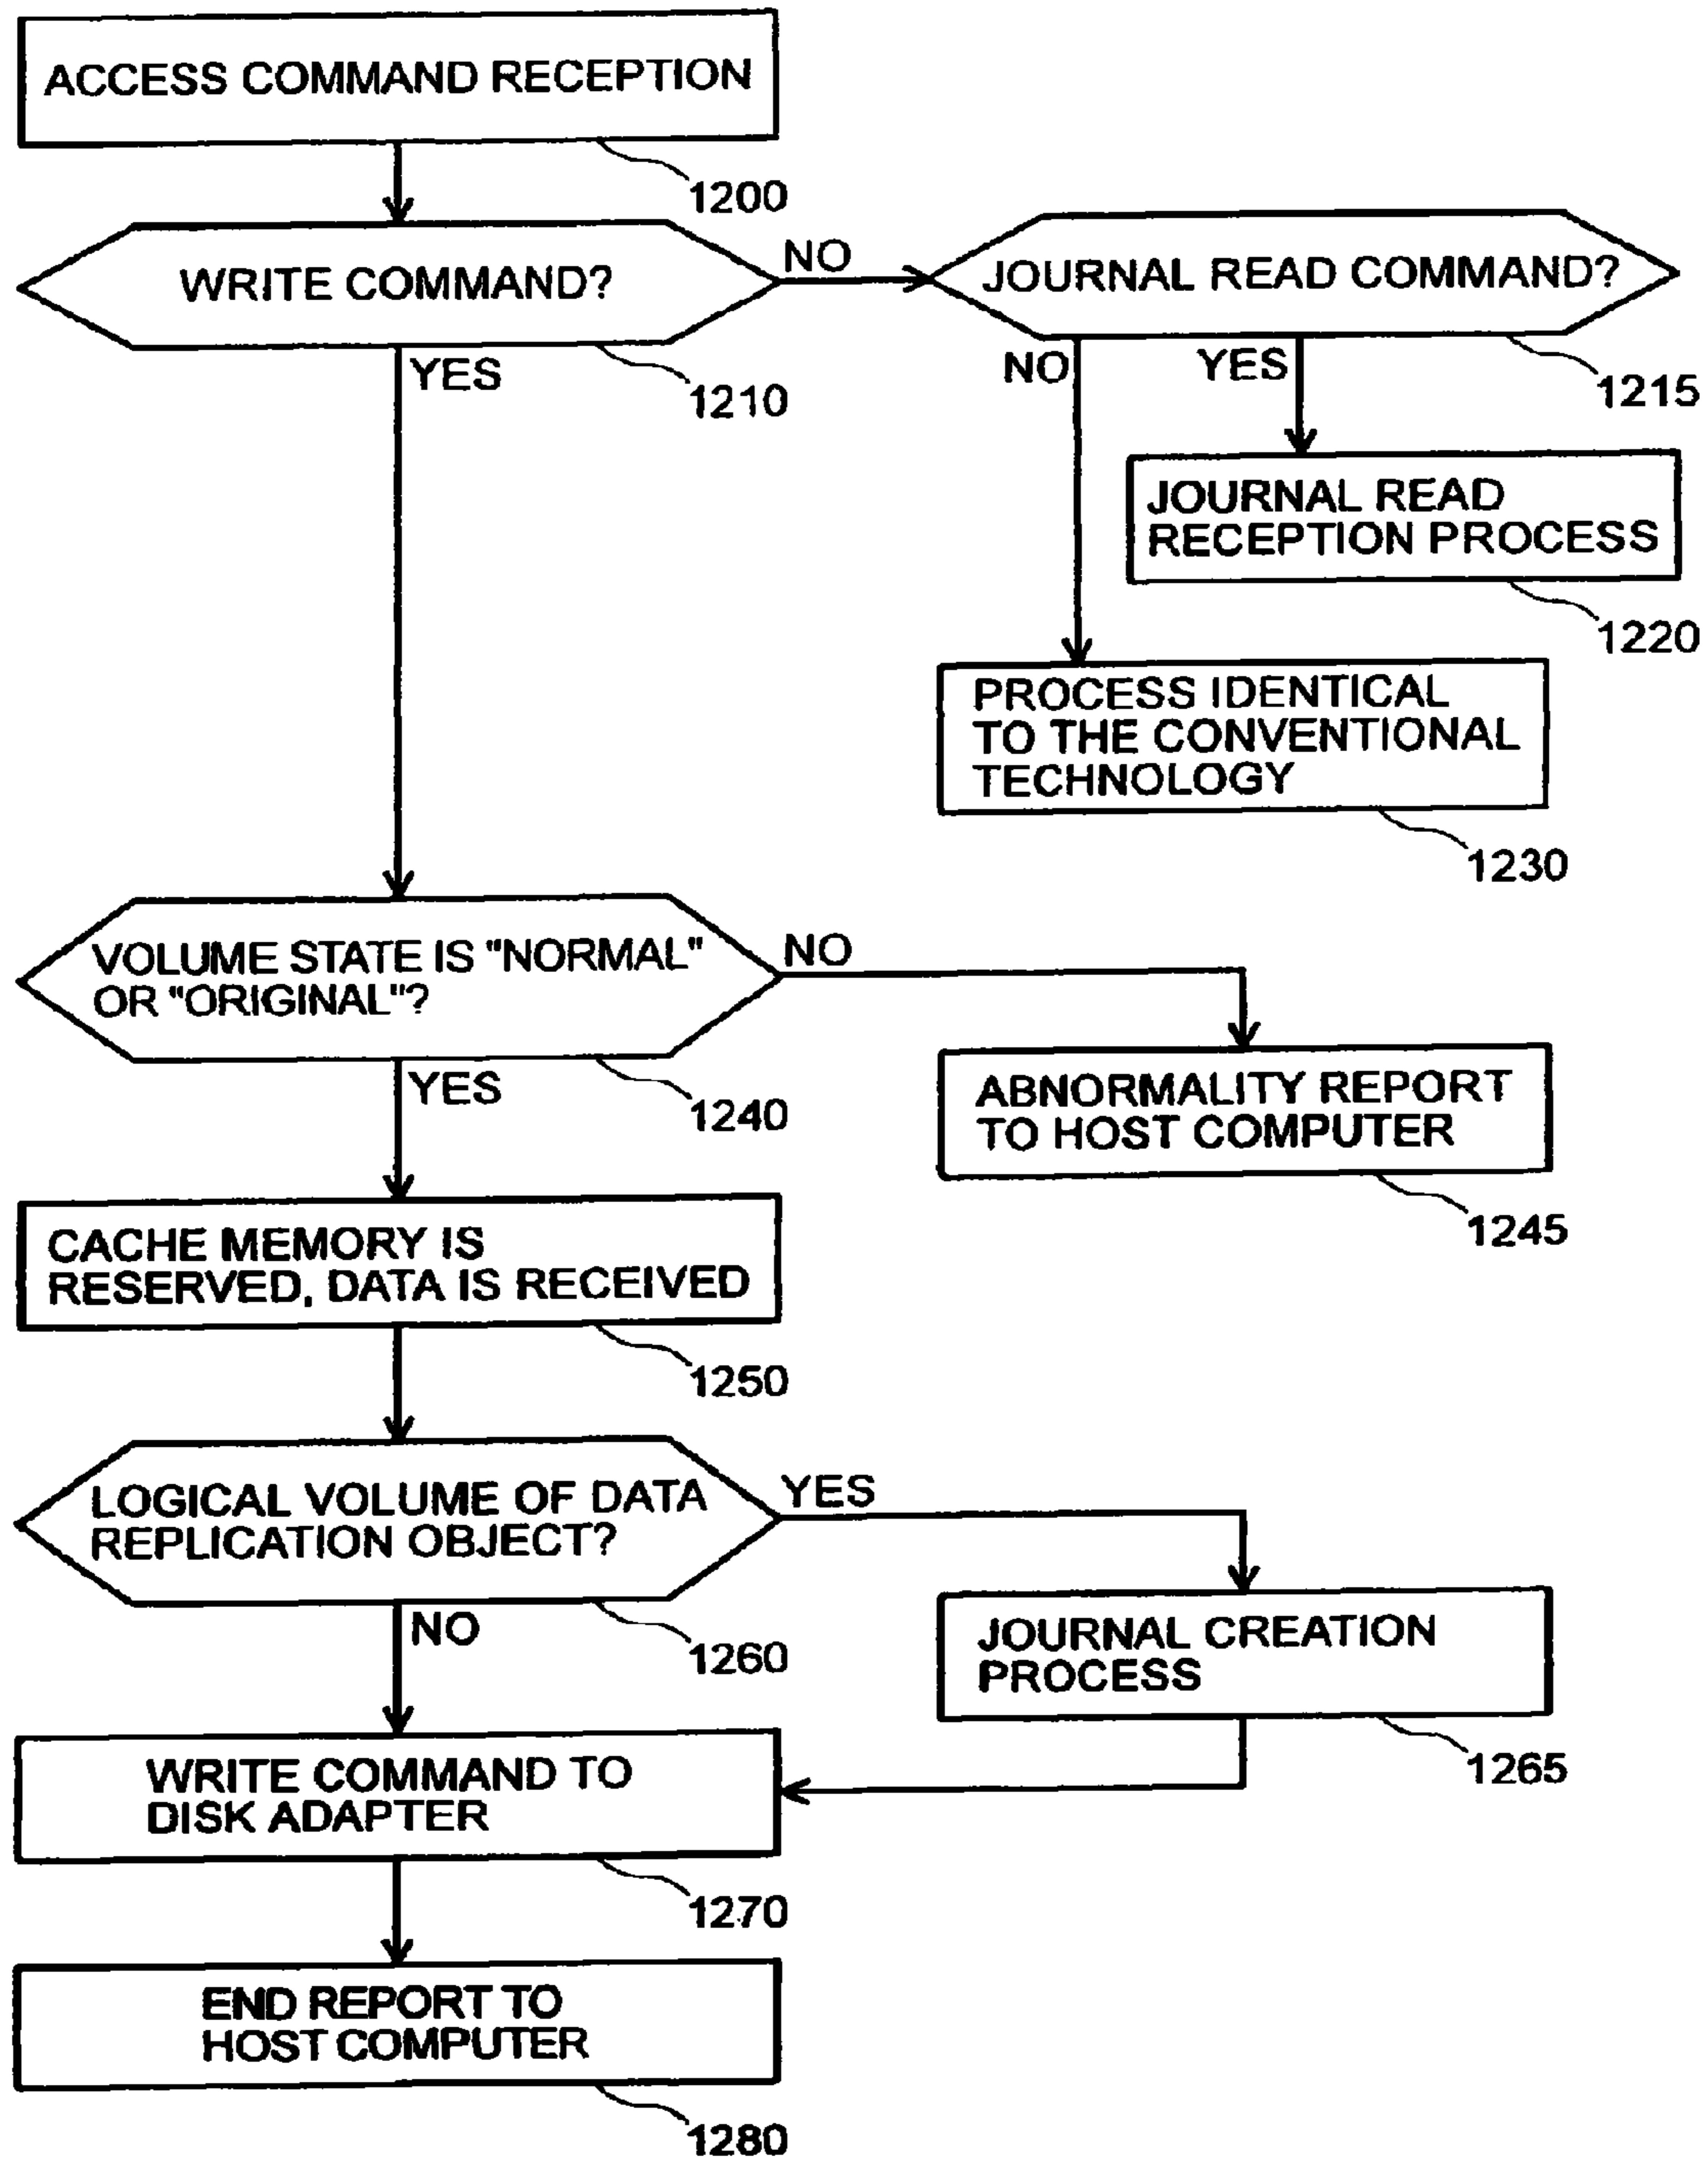 ACCESS COMMAND RECEPTION
1200
WRITE COMMAND?
NO
YES
1210
JOURNAL READ COMMAND?
NO
YES
1215
JOURNAL READ
RECEPTION PROCESS
1220
PROCESS IDENTICAL
TO THE CONVENTIONAL
TECHNOLOGY
1230
VOLUME STATE IS "NORMAL"
OR "ORIGINAL"?
NO
YES
1240
ABNORMALITY REPORT
TO HOST COMPUTER
1245
CACHE MEMORY IS
RESERVED, DATA IS RECEIVED
1250
LOGICAL VOLUME OF DATA
REPLICATION OBJECT?
YES
NO
1260
JOURNAL CREATION
PROCESS
1265
WRITE COMMAND TO
DISK ADAPTER
1270
END REPORT TO
HOST COMPUTER
1280